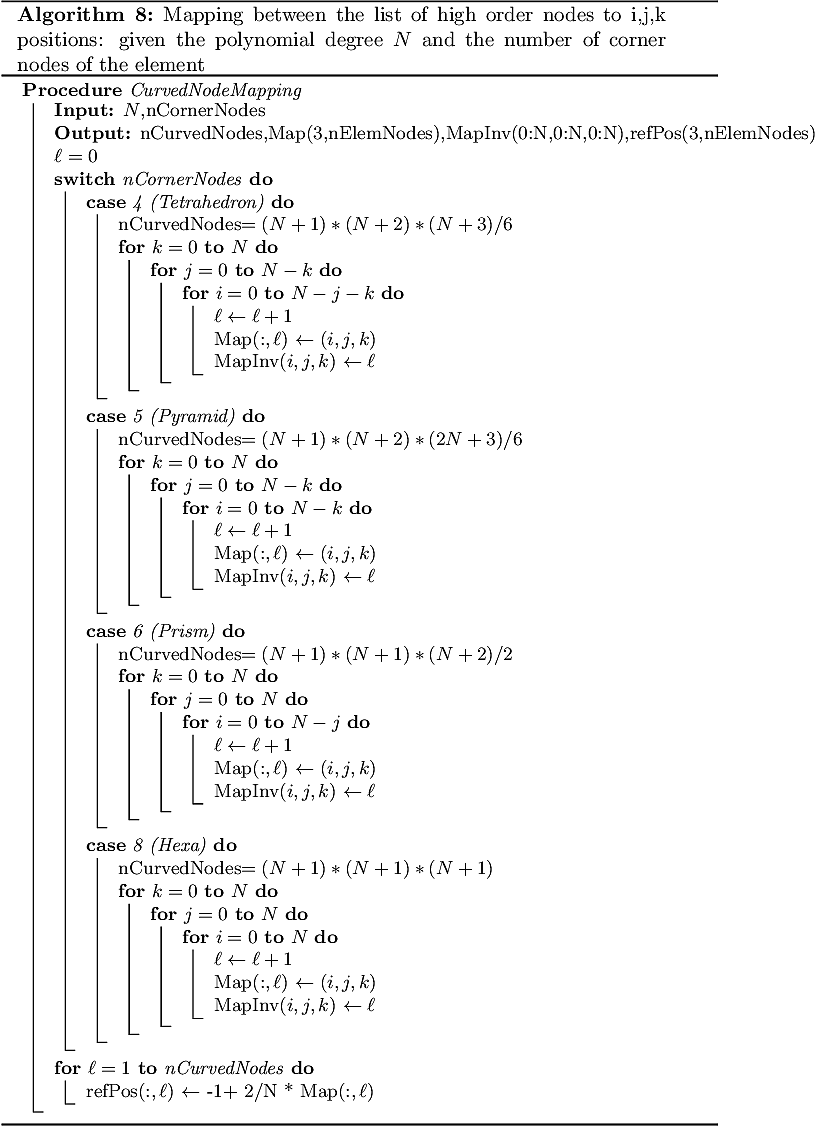 Algorithm 8: Mapping between the list of high order nodes to i,j,k
positions: given the polynomial degree N and the number of corner
nodes of the element
Procedure CurvedNodeMapping
Input: N,nCornerNodes
Output: nCurvedNodes,Map(3,nElemNodes),MapInv(0:N,0:N,0:N),refPos(3,nElemNodes)
ℓ = 0
switch nCornerNodes do
case 4 (Tetrahedron) do
nCurvedNodes= (N + 1) ∗ (N + 2) ∗ (N + 3)/6
for k = 0 to N do
for j = 0 to N − k do
for i = 0 to N − j − k do
ℓ ← ℓ + 1
Map(:, ℓ) ← (i, j, k)
MapInv(i, j, k) ← ℓ
case 5 (Pyramid) do
nCurvedNodes= (N + 1) ∗ (N + 2) ∗ (2N + 3)/6
for k = 0 to N do
for j = 0 to N − k do
for i = 0 to N − k do
ℓ ← ℓ + 1
Map(:, ℓ) ← (i, j, k)
MapInv(i, j, k) ← ℓ
case 6 (Prism) do
nCurvedNodes= (N + 1) ∗ (N + 1) ∗ (N + 2)/2
for k = 0 to N do
for j = 0 to N do
for i = 0 to N − j do
ℓ ← ℓ + 1
Map(:, ℓ) ← (i, j, k)
MapInv(i, j, k) ← ℓ
case 8 (Hexa) do
nCurvedNodes= (N + 1) ∗ (N + 1) ∗ (N + 1)
for k = 0 to N do
for j = 0 to N do
for i = 0 to N do
ℓ ← ℓ + 1
Map(:, ℓ) ← (i, j, k)
MapInv(i, j, k) ← ℓ
for ℓ = 1 to nCurvedNodes do
refPos(:, ℓ) ← -1+ 2/N * Map(:, ℓ)